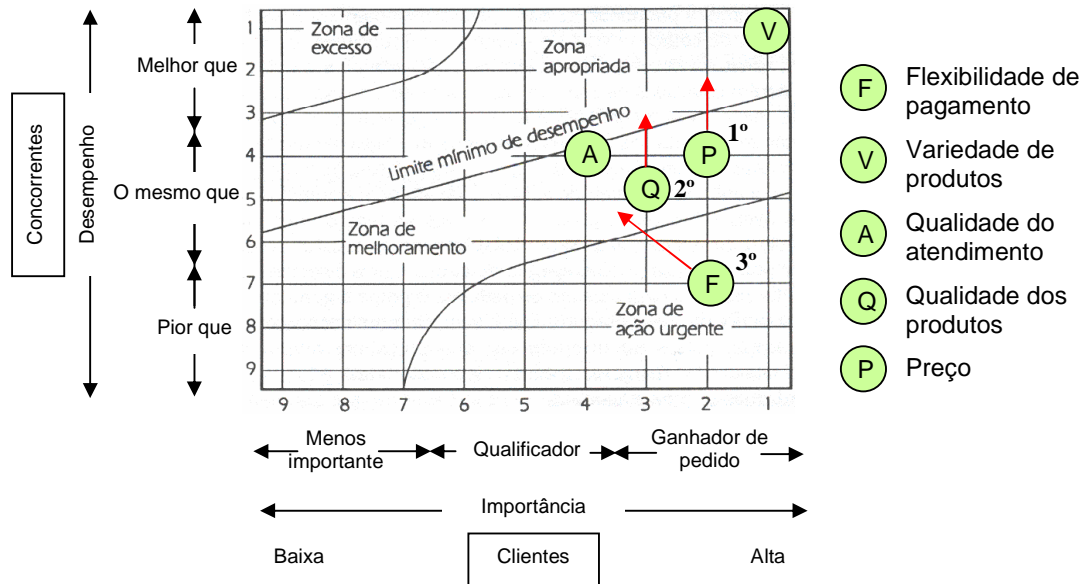 Concorrentes
Desempenho
Melhor que
O mesmo que
Pior que
1
2
3
4
5
6
7
8
9
Zona de
excesso
Zona
apropriada
Limite mínimo de desempenho
Zona de
melhoramento
Zona de
ação urgente
V
A
P
1º
Q
2º
F
3º
9 8 7 6 5 4 3 2 1
Menos
importante
Qualificador
Ganhador de
pedido
Importância
Baixa
Clientes
Alta
F
Flexibilidade de
pagamento
V
Variedade de
produtos
A
Qualidade do
atendimento
Q
Qualidade dos
produtos
P
Preço